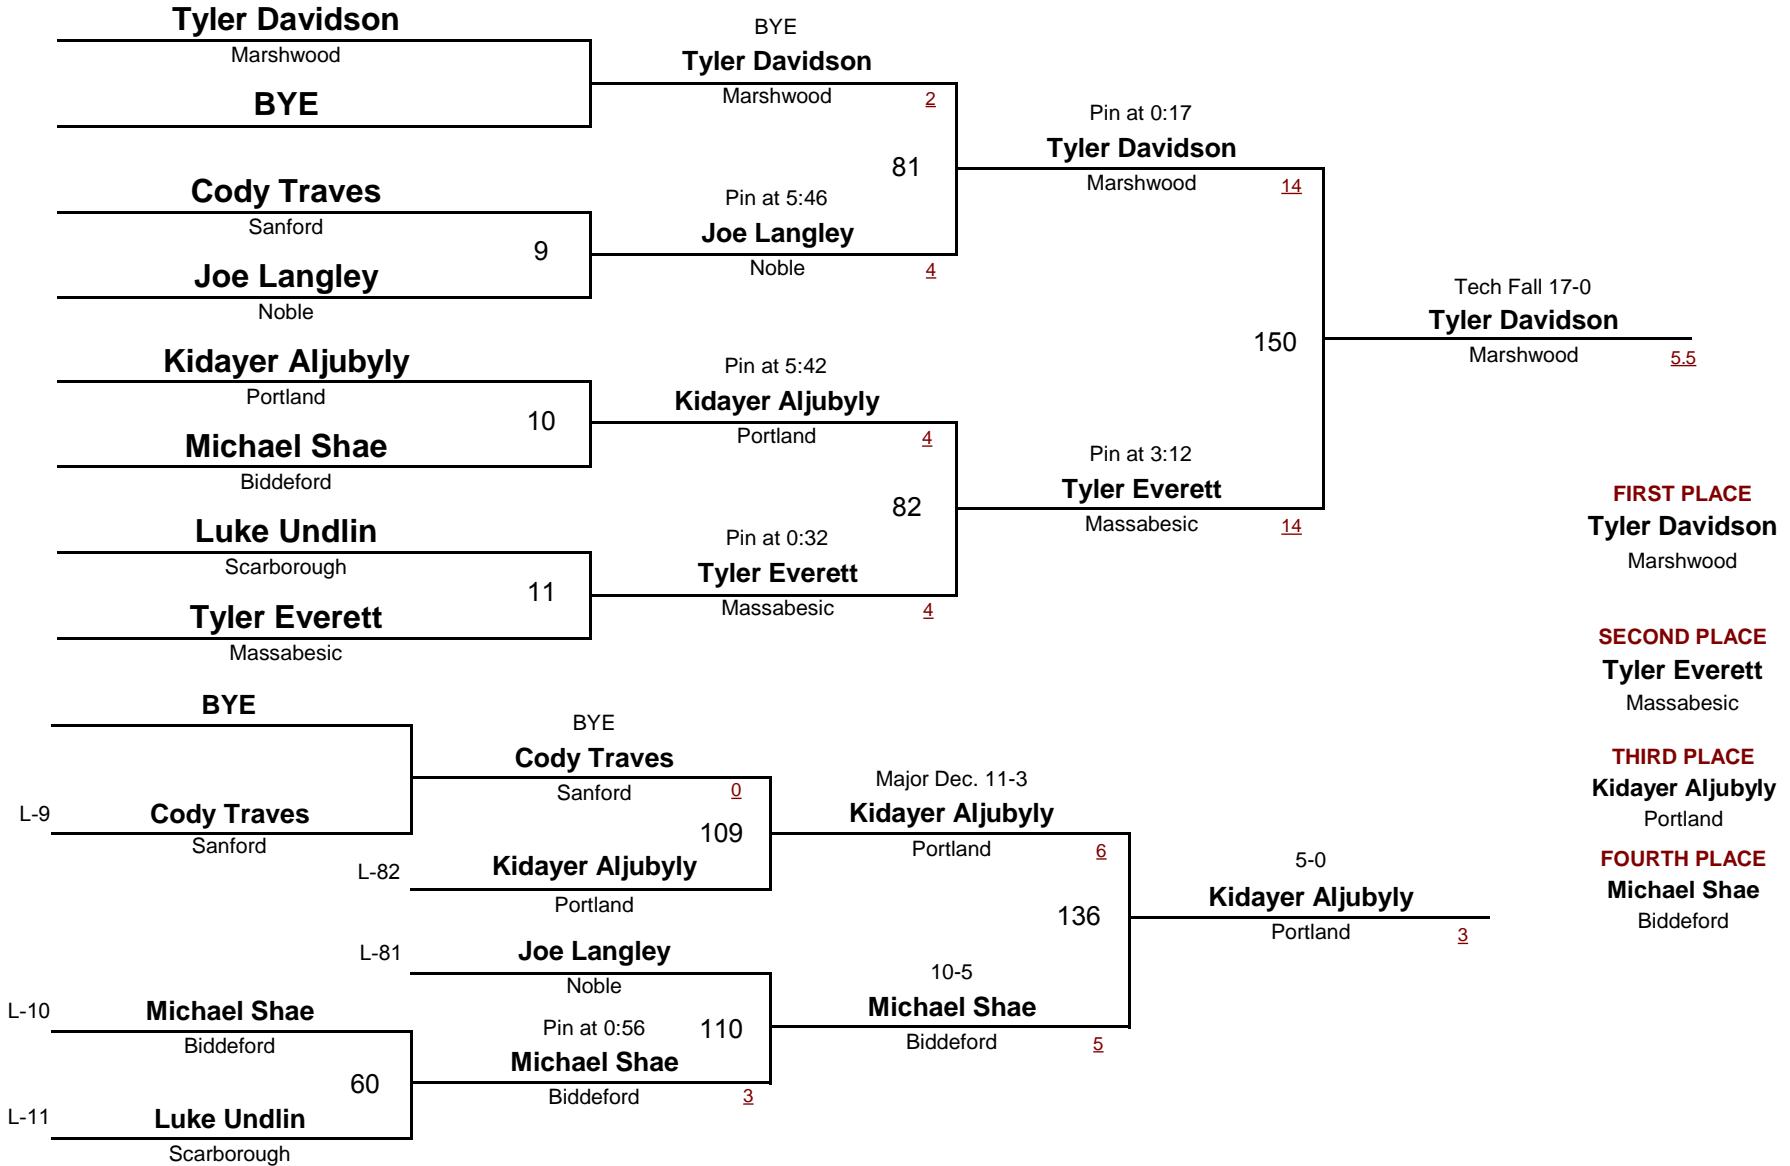 Tyler Davidson
Marshwood
BYE
Cody Traves
Sanford
9
Joe Langley
Noble
Kidayer Aljubyly
Portland
10
Michael Shae
Biddeford
Luke Undlin
Scarborough
11
Tyler Everett
Massabesic
BYE
Tyler Davidson
Marshwood 2
81
Pin at 5:46
Joe Langley
Noble 4
Pin at 5:42
Kidayer Aljubyly
Portland 4
82
Pin at 0:32
Tyler Everett
Massabesic 4
Pin at 0:17
Tyler Davidson
Marshwood 14
150
Pin at 3:12
Tyler Everett
Massabesic 14
Tech Fall 17-0
Tyler Davidson
Marshwood 5.5
FIRST PLACE
Tyler Davidson
Marshwood
SECOND PLACE
Tyler Everett
Massabesic
THIRD PLACE
Kidayer Aljubyly
Portland
FOURTH PLACE
Michael Shae
Biddeford
BYE
L-9 Cody Traves
Sanford
L-10 Michael Shae
Biddeford
60
L-11 Luke Undlin
Scarborough
BYE
Cody Traves
Sanford 0
109
L-82 Kidayer Aljubyly
Portland
L-81 Joe Langley
Noble
Pin at 0:56 110
Michael Shae
Biddeford 3
Major Dec. 11-3
Kidayer Aljubyly
Portland 6
136
10-5
Michael Shae
Biddeford 5
5-0
Kidayer Aljubyly
Portland 3